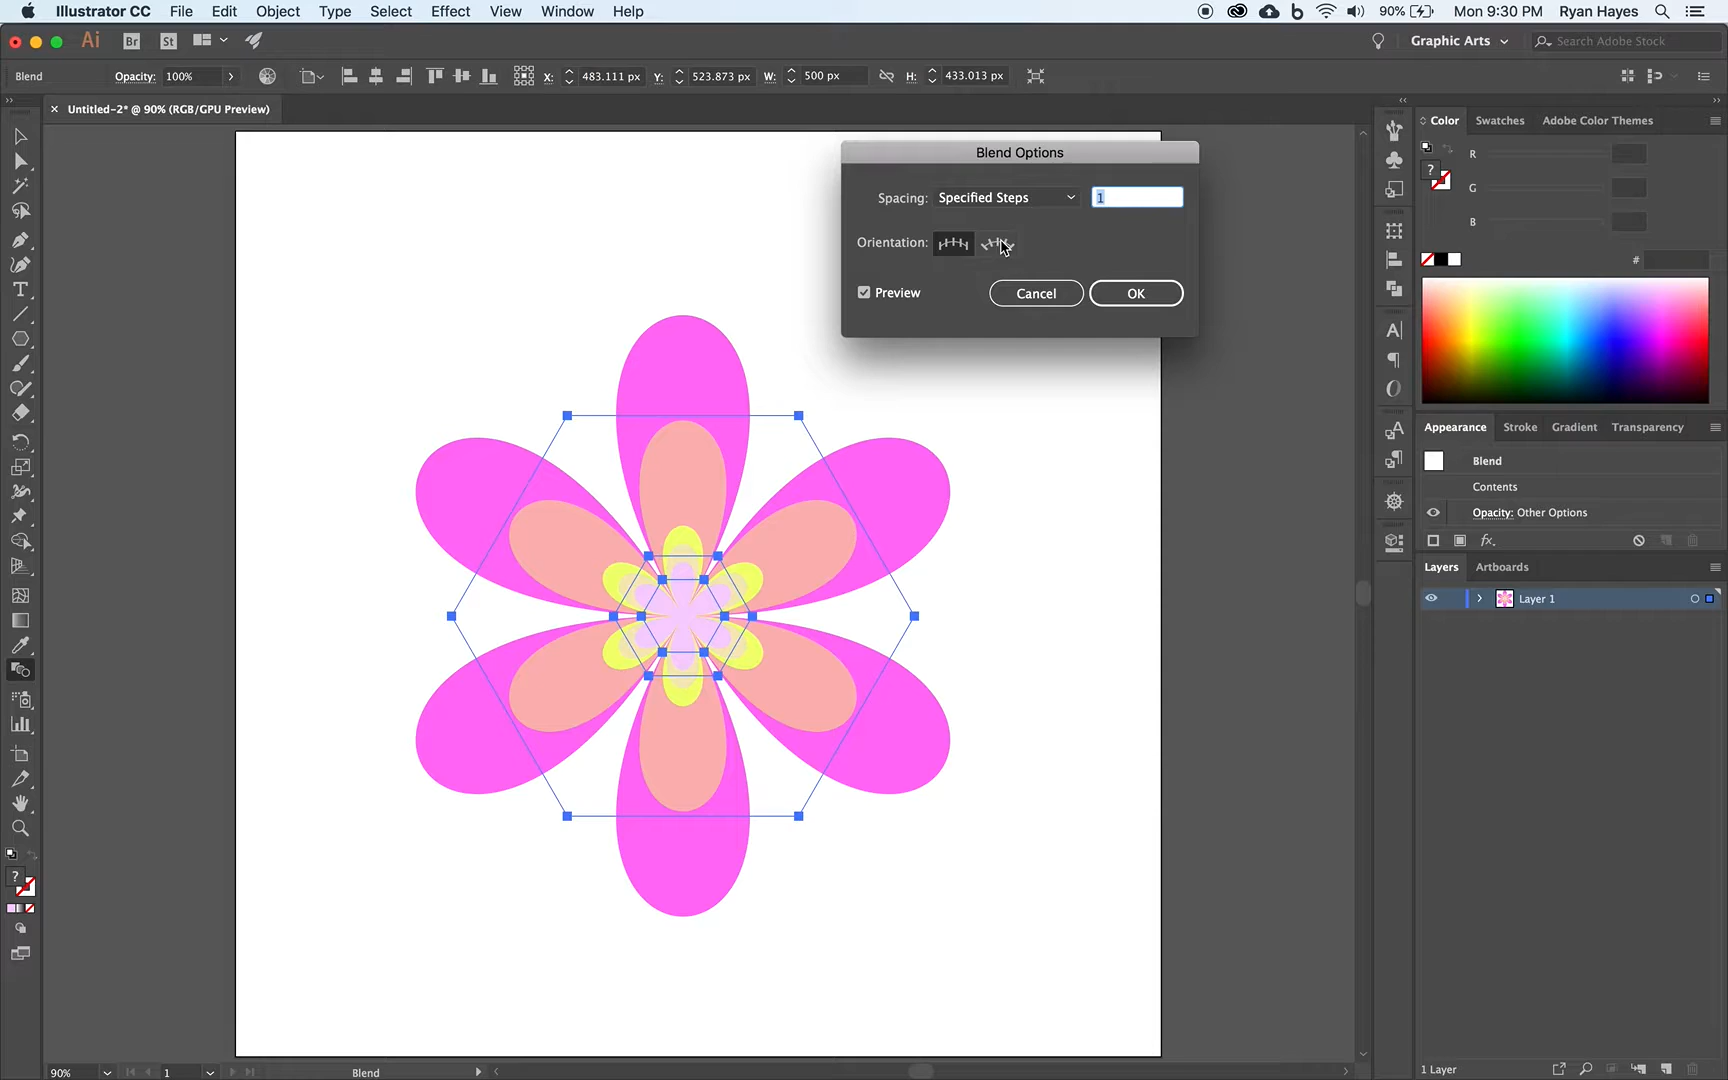 Illustrator CC File Edit Object Type Select Effect View Window Help 90% Mon 9:30 PM Ryan Hayes
Ai Br St Graphic Arts Search Adobe Stock
Blend Opacity: 100% X: 483.111 px Y: 523.873 px W: 500 px H: 433.013 px
Untitled-2* @ 90% (RGB/GPU Preview)
Color Swatches Adobe Color Themes
R
G
B
#
Blend Options
Spacing: Specified Steps 1
Orientation:
Preview Cancel OK
Appearance Stroke Gradient Transparency
Blend
Contents
Opacity: Other Options
fx.
Layers Artboards
Layer 1
90% 1 Blend
1 Layer